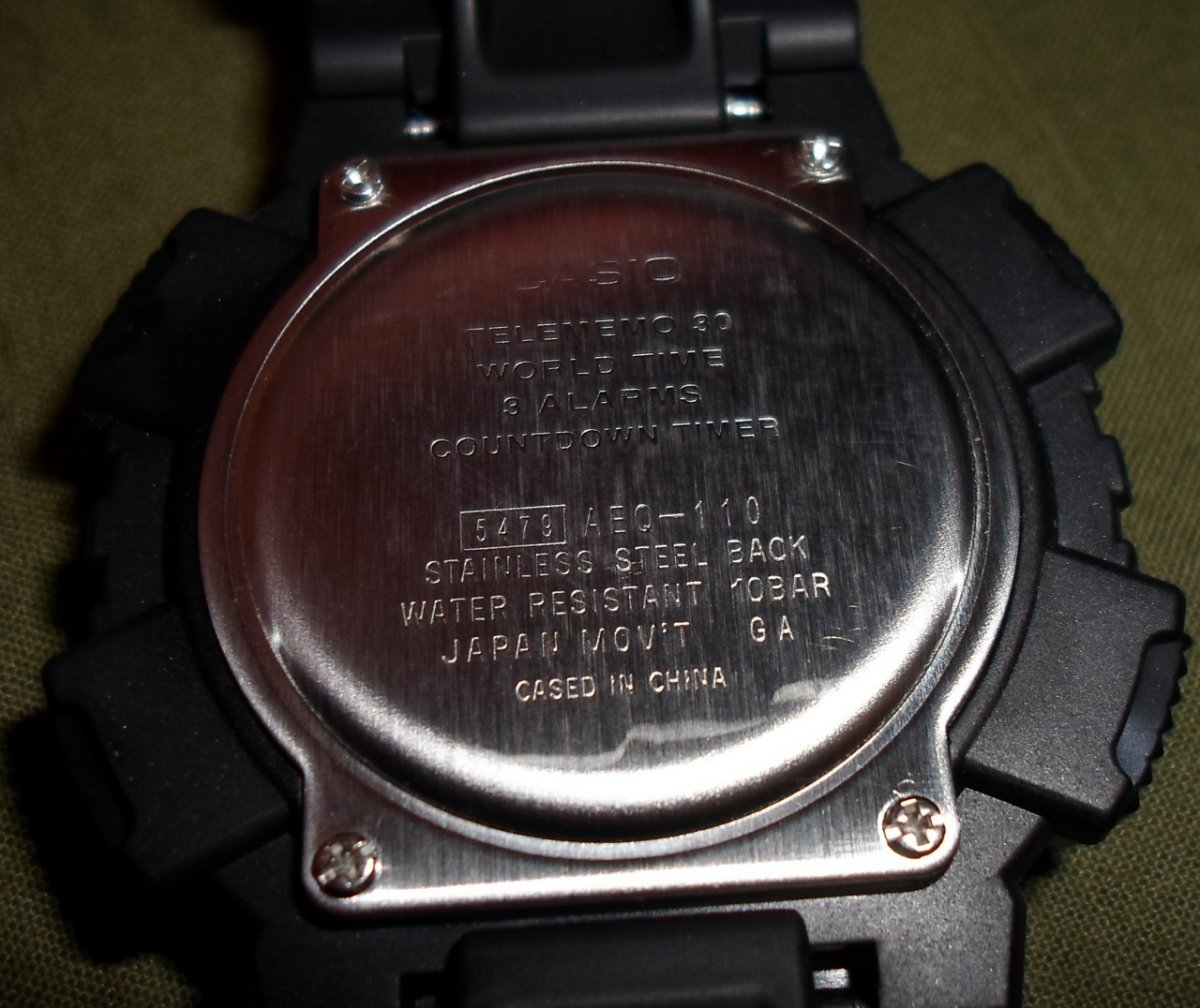 CASIO
TELEMEMO 30
WORLD TIME
3 ALARMS
COUNTDOWN TIMER
5479 AEQ-110
STAINLESS STEEL BACK
WATER RESISTANT 10BAR
JAPAN MOV'T GA
CASED IN CHINA